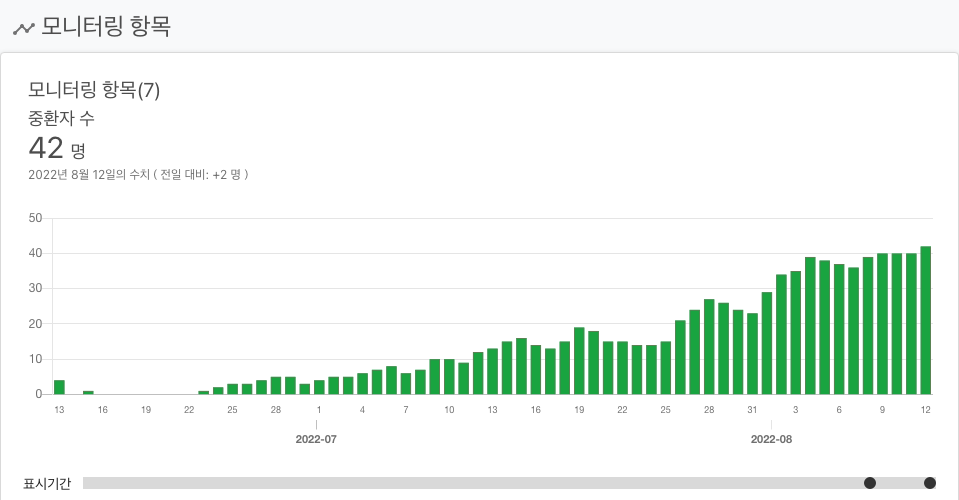 모니터링 항목
모니터링 항목(7)
중환자 수
42 명
2022년 8월 12일의 수치 ( 전일 대비: +2 명 )
50
40
30
20
10
0
13 16 19 22 25 28 1 4 7 10 13 16 19 22 25 28 31 3 6 9 12
2022-07 2022-08
표시기간